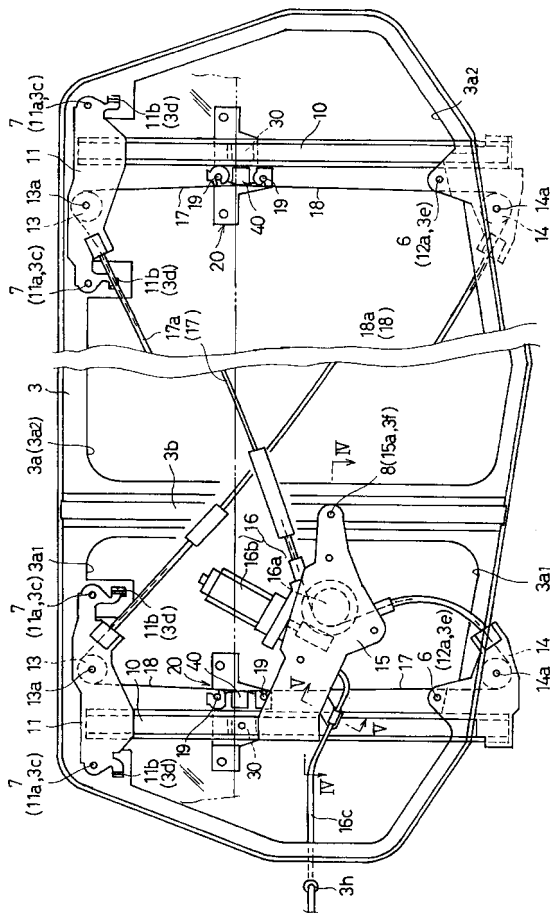 7
(11a,3c)
11
11b
(3d)
13a
13
7
(11a,3c)
11b
(3d)
17a
(17)
17
19
20
40
19
18
30
10
3a2
6
(12a,3e)
14a
14
18a
(18)
3
3a(3a2)
3b
3a1
IV
8(15a,3f)
16
16b
16a
7
(11a,3c)
11b
(3d)
13
13a
11
7
(11a,3c)
11b
(3d)
10
18
20
40
19
19
30
V
V
15
17
6
(12a,3e)
3a1
14
14a
IV
16c
3h